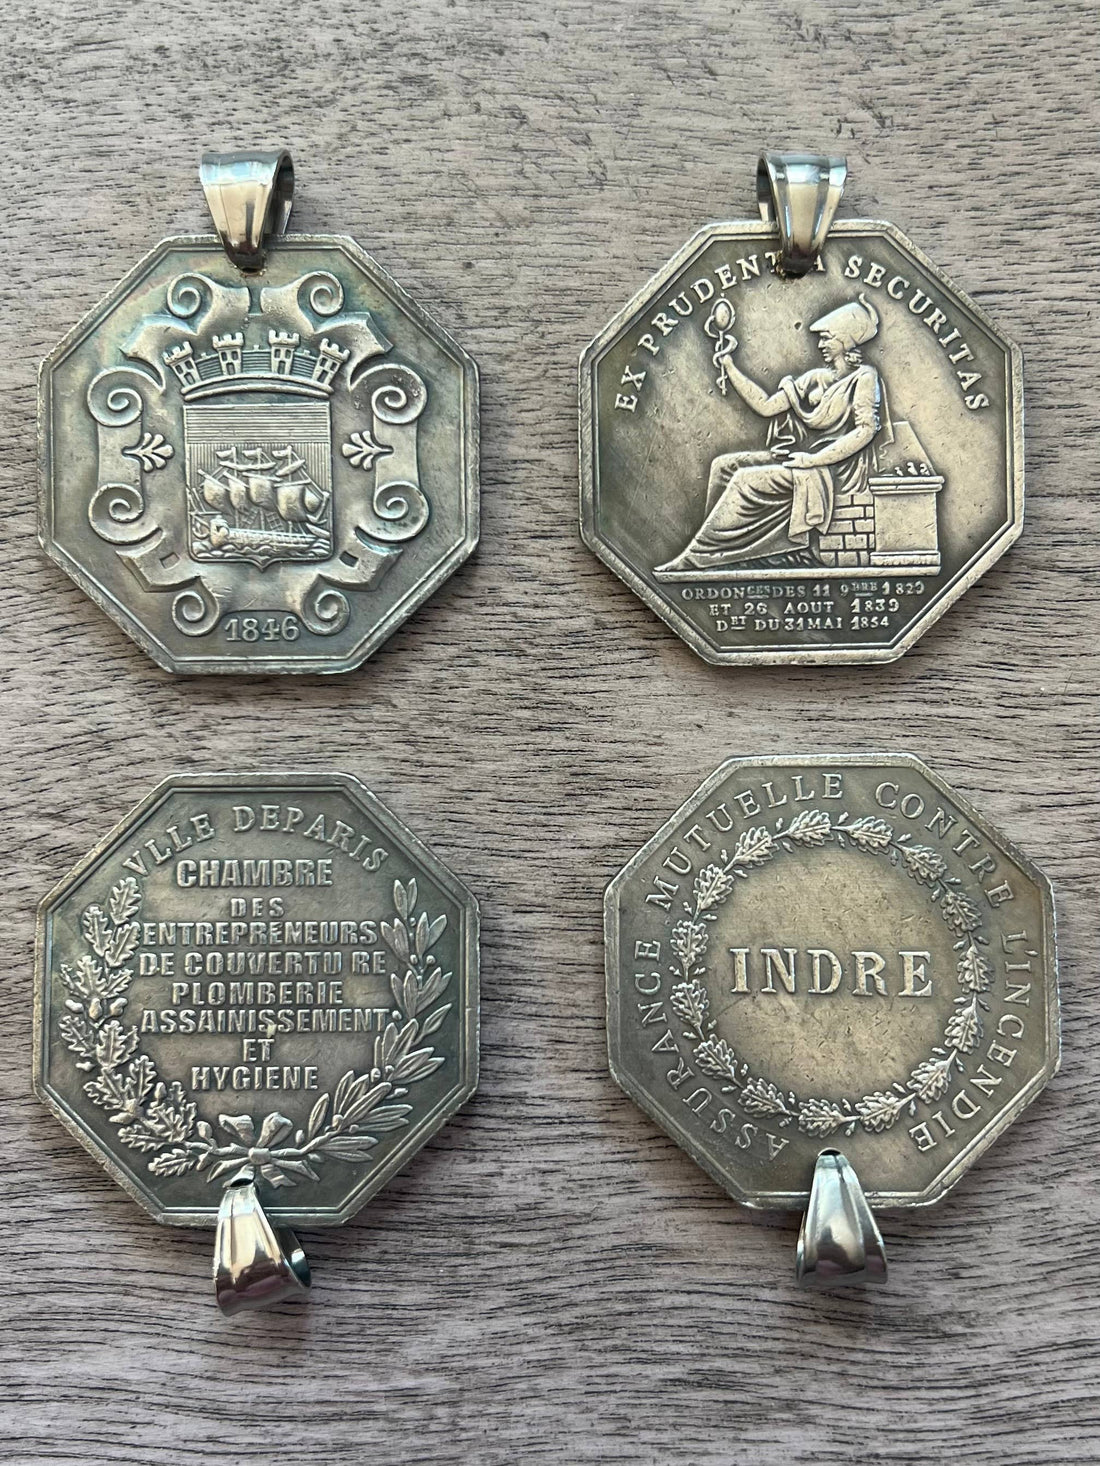 1846
EX PRUDENTIA SECURITAS
ORDONCES DES 11 9BRE 1829
ET 26 AOUT 1839
DET DU 31 MAI 1854
VLLE DEPARIS
CHAMBRE
DES
ENTREPRENEURS
DE COUVERTU RE
PLOMBERIE
ASSAINISSEMENT
ET
HYGIENE
ASSURANCE MUTUELLE CONTRE L'INCENDIE
INDRE